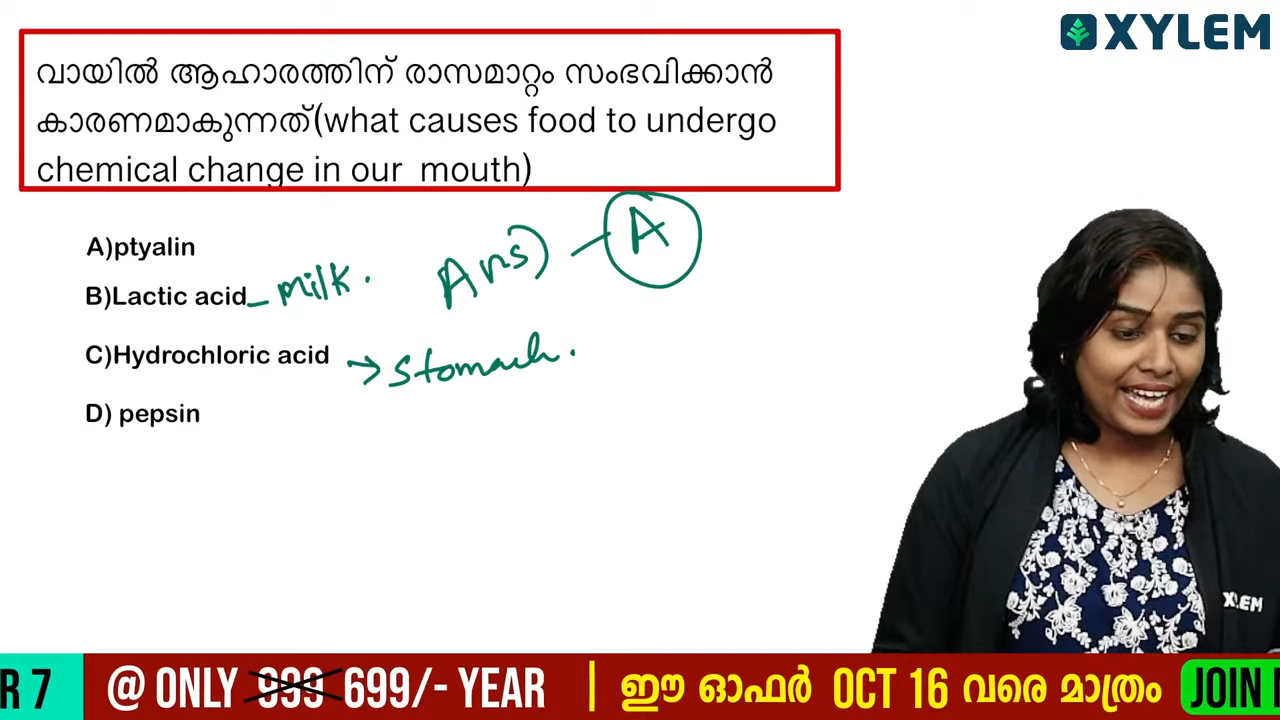 XYLEM
വായിൽ ആഹാരത്തിന് രാസമാറ്റം സംഭവിക്കാൻ
കാരണമാകുന്നത്(what causes food to undergo
chemical change in our mouth)
A)ptyalin
Ans) - A
B)Lactic acid - milk.
C)Hydrochloric acid → stomach.
D) pepsin
XLEM
R 7 @ ONLY 999 699/- YEAR | ഈ ഓഫർ OCT 16 വരെ മാത്രം JOIN